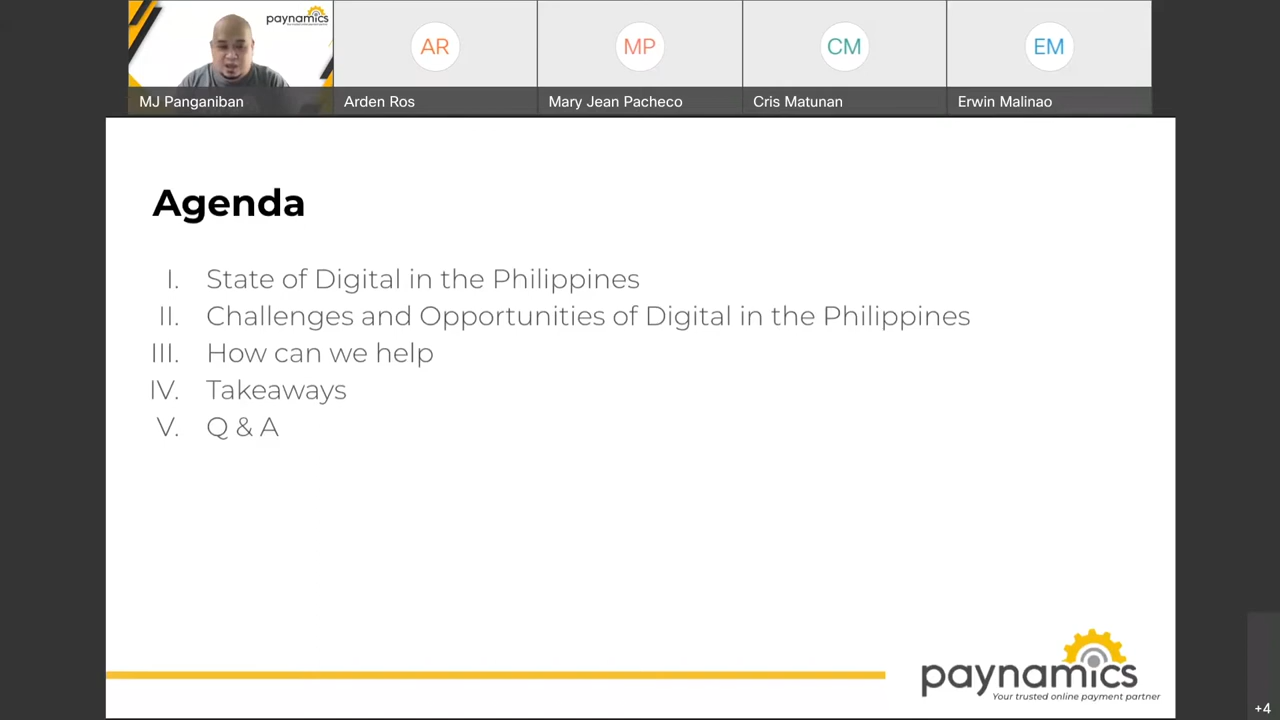 paynamics
AR
MP
CM
EM
MJ Panganiban
Arden Ros
Mary Jean Pacheco
Cris Matunan
Erwin Malinao
Agenda
I. State of Digital in the Philippines
II. Challenges and Opportunities of Digital in the Philippines
III. How can we help
IV. Takeaways
V. Q & A
paynamics
Your trusted online payment partner
+4